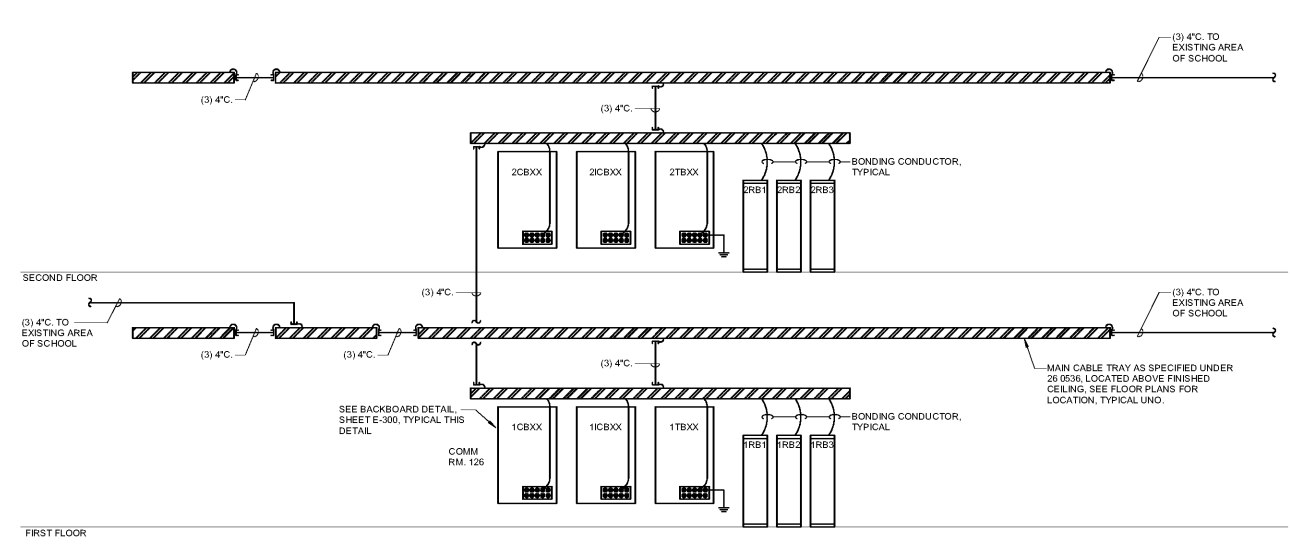 (3) 4"C. TO
EXISTING AREA
OF SCHOOL
(3) 4"C.
(3) 4"C.
2CBXX
2ICBXX
2TBXX
2RB1
2RB2
2RB3
BONDING CONDUCTOR,
TYPICAL
SECOND FLOOR
(3) 4"C.
(3) 4"C. TO
EXISTING AREA
OF SCHOOL
(3) 4"C. TO
EXISTING AREA
OF SCHOOL
(3) 4"C.
(3) 4"C.
(3) 4"C.
MAIN CABLE TRAY AS SPECIFIED UNDER
26 0536, LOCATED ABOVE FINISHED
CEILING, SEE FLOOR PLANS FOR
LOCATION, TYPICAL UNO.
SEE BACKBOARD DETAIL,
SHEET E-300, TYPICAL THIS
DETAIL
COMM
RM. 126
1CBXX
1ICBXX
1TBXX
1RB1
1RB2
1RB3
BONDING CONDUCTOR,
TYPICAL
FIRST FLOOR